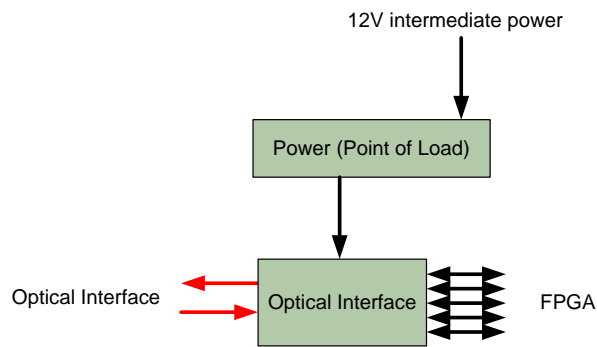 12V intermediate power
Power (Point of Load)
Optical Interface
Optical Interface
FPGA